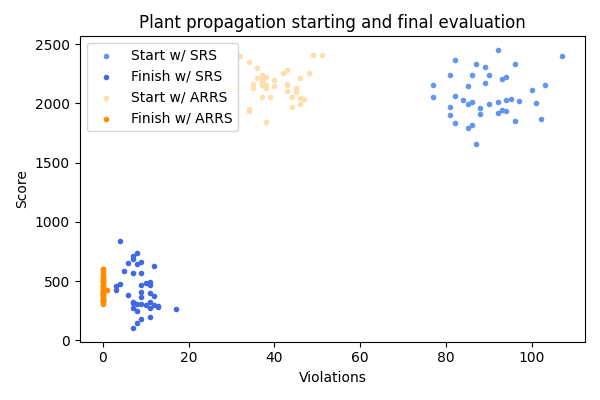 Plant propagation starting and final evaluation
Start w/ SRS
Finish w/ SRS
Start w/ ARRS
Finish w/ ARRS
Score
2500
2000
1500
1000
500
0
0 20 40 60 80 100
Violations